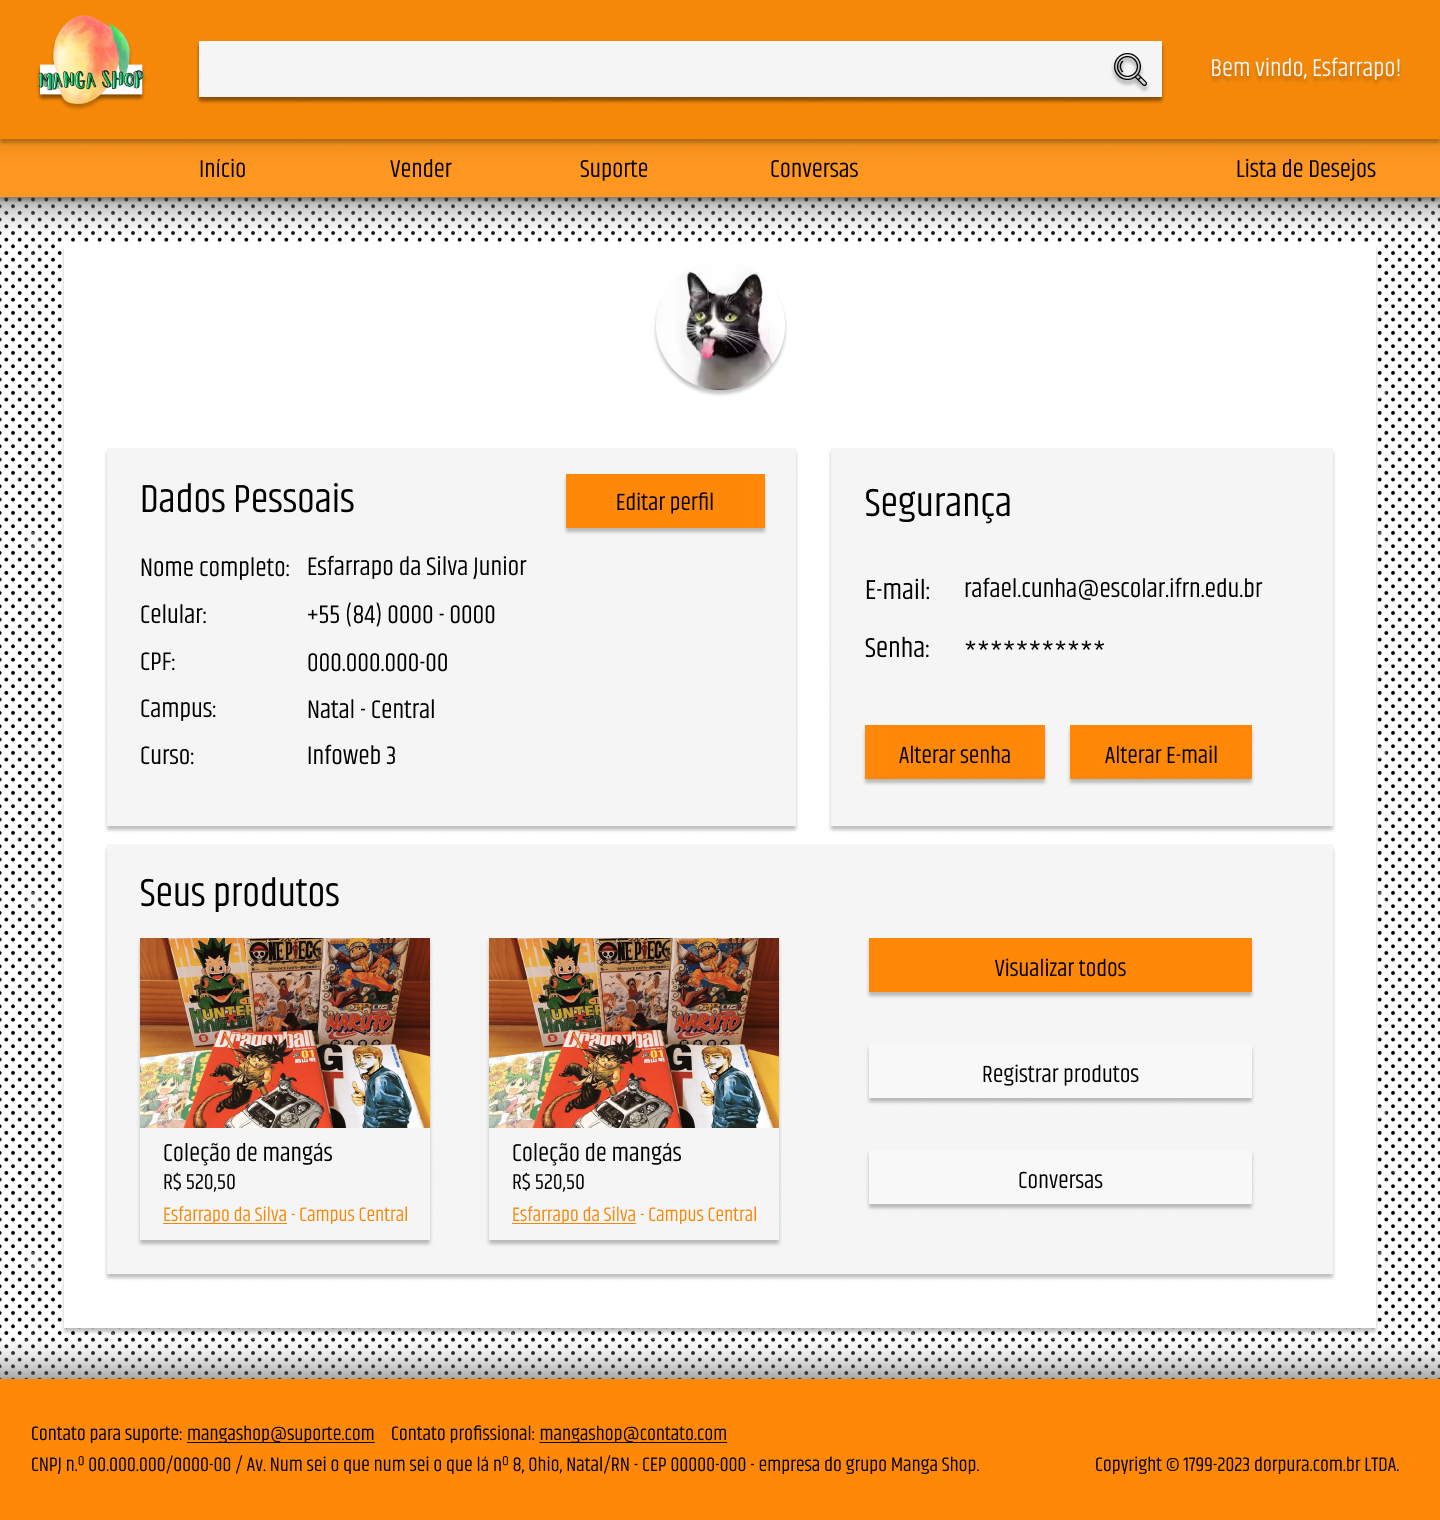 MANGA SHOP
Bem vindo, Esfarrapo!
Início
Vender
Suporte
Conversas
Lista de Desejos
Dados Pessoais
Editar perfil
Nome completo: Esfarrapo da Silva Junior
Celular: +55 (84) 0000 - 0000
CPF: 000.000.000-00
Campus: Natal - Central
Curso: Infoweb 3
Segurança
E-mail: rafael.cunha@escolar.ifrn.edu.br
Senha: ***********
Alterar senha
Alterar E-mail
Seus produtos
HUNTER
ONE PIECE
NARUTO
Dragonball
01
Coleção de mangás
R$ 520,50
Esfarrapo da Silva - Campus Central
HUNTER
ONE PIECE
NARUTO
Dragonball
01
Coleção de mangás
R$ 520,50
Esfarrapo da Silva - Campus Central
Visualizar todos
Registrar produtos
Conversas
Contato para suporte: mangashop@suporte.com Contato profissional: mangashop@contato.com
CNPJ n.º 00.000.000/0000-00 / Av. Num sei o que num sei o que lá nº 8, Ohio, Natal/RN - CEP 00000-000 - empresa do grupo Manga Shop.
Copyright © 1799-2023 dorpura.com.br LTDA.